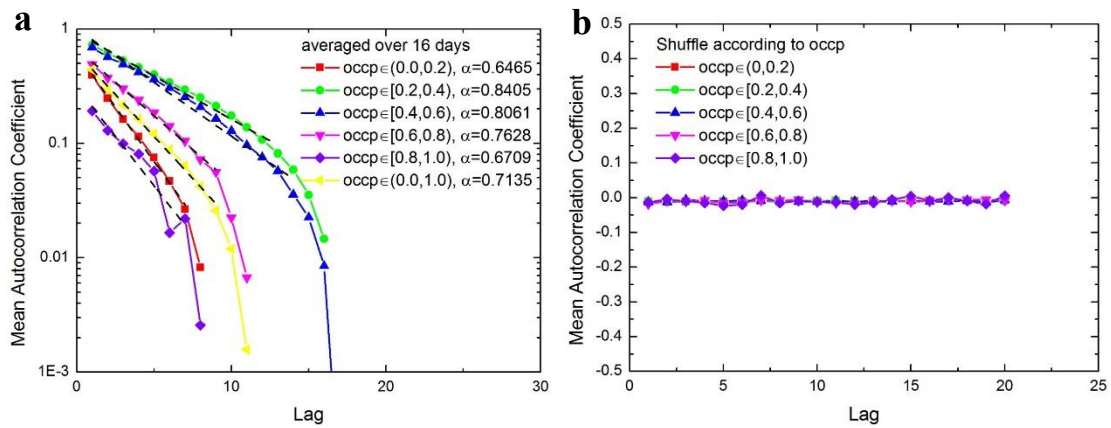 a
averaged over 16 days
occp∈(0.0,0.2), α=0.6465
occp∈[0.2,0.4), α=0.8405
occp∈[0.4,0.6), α=0.8061
occp∈[0.6,0.8), α=0.7628
occp∈[0.8,1.0), α=0.6709
occp∈(0.0,1.0), α=0.7135
Mean Autocorrelation Coefficient
1
0.1
0.01
1E-3
0 10 20 30
Lag
b
Shuffle according to occp
occp∈(0,0.2)
occp∈[0.2,0.4)
occp∈[0.4,0.6)
occp∈[0.6,0.8)
occp∈[0.8,1.0)
Mean Autocorrelation Coefficient
0.5
0.4
0.3
0.2
0.1
0.0
-0.1
-0.2
-0.3
-0.4
-0.5
0 5 10 15 20 25
Lag